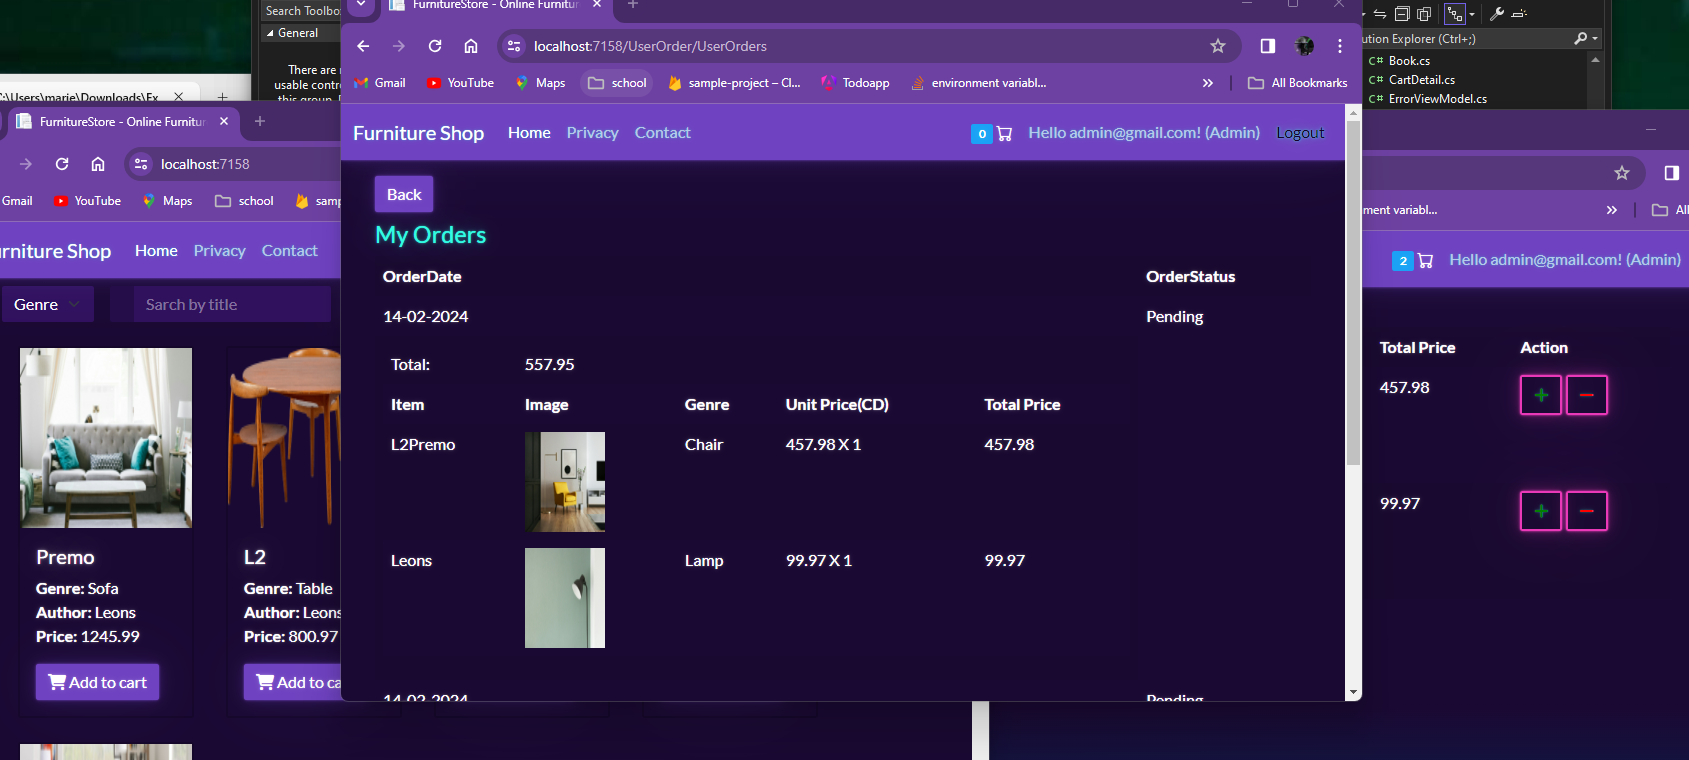 Search Toolbo
General
There are
usable contr
this group.
C:\Users\marie\Downloads\Ex
FurnitureStore - Online Furnitur
localhost:7158
Gmail YouTube Maps school samp
urniture Shop Home Privacy Contact
Genre Sarch by title
Premo
Genre: Sofa
Author: Leons
Price: 1245.99
Add to cart
L2
Genre: Table
Author: Leons
Price: 800.97
Add to ca
FurnitureStore - Online Furnitur
localhost:7158/UserOrder/UserOrders
Gmail YouTube Maps school sample-project – Cl... Todoapp environment variabl... » All Bookmarks
Furniture Shop Home Privacy Contact 0 Hello admin@gmail.com! (Admin) Logout
Back
My Orders
OrderDate OrderStatus
14-02-2024 Pending
Total: 557.95
Item Image Genre Unit Price(CD) Total Price
L2Premo Chair 457.98 X 1 457.98
Leons Lamp 99.97 X 1 99.97
14-02-2024 Pending
ution Explorer (Ctrl+;)
C# Book.cs
C# CartDetail.cs
C# ErrorViewModel.cs
ment variabl... » All
2 Hello admin@gmail.com! (Admin)
Total Price Action
457.98 + −
99.97 + −